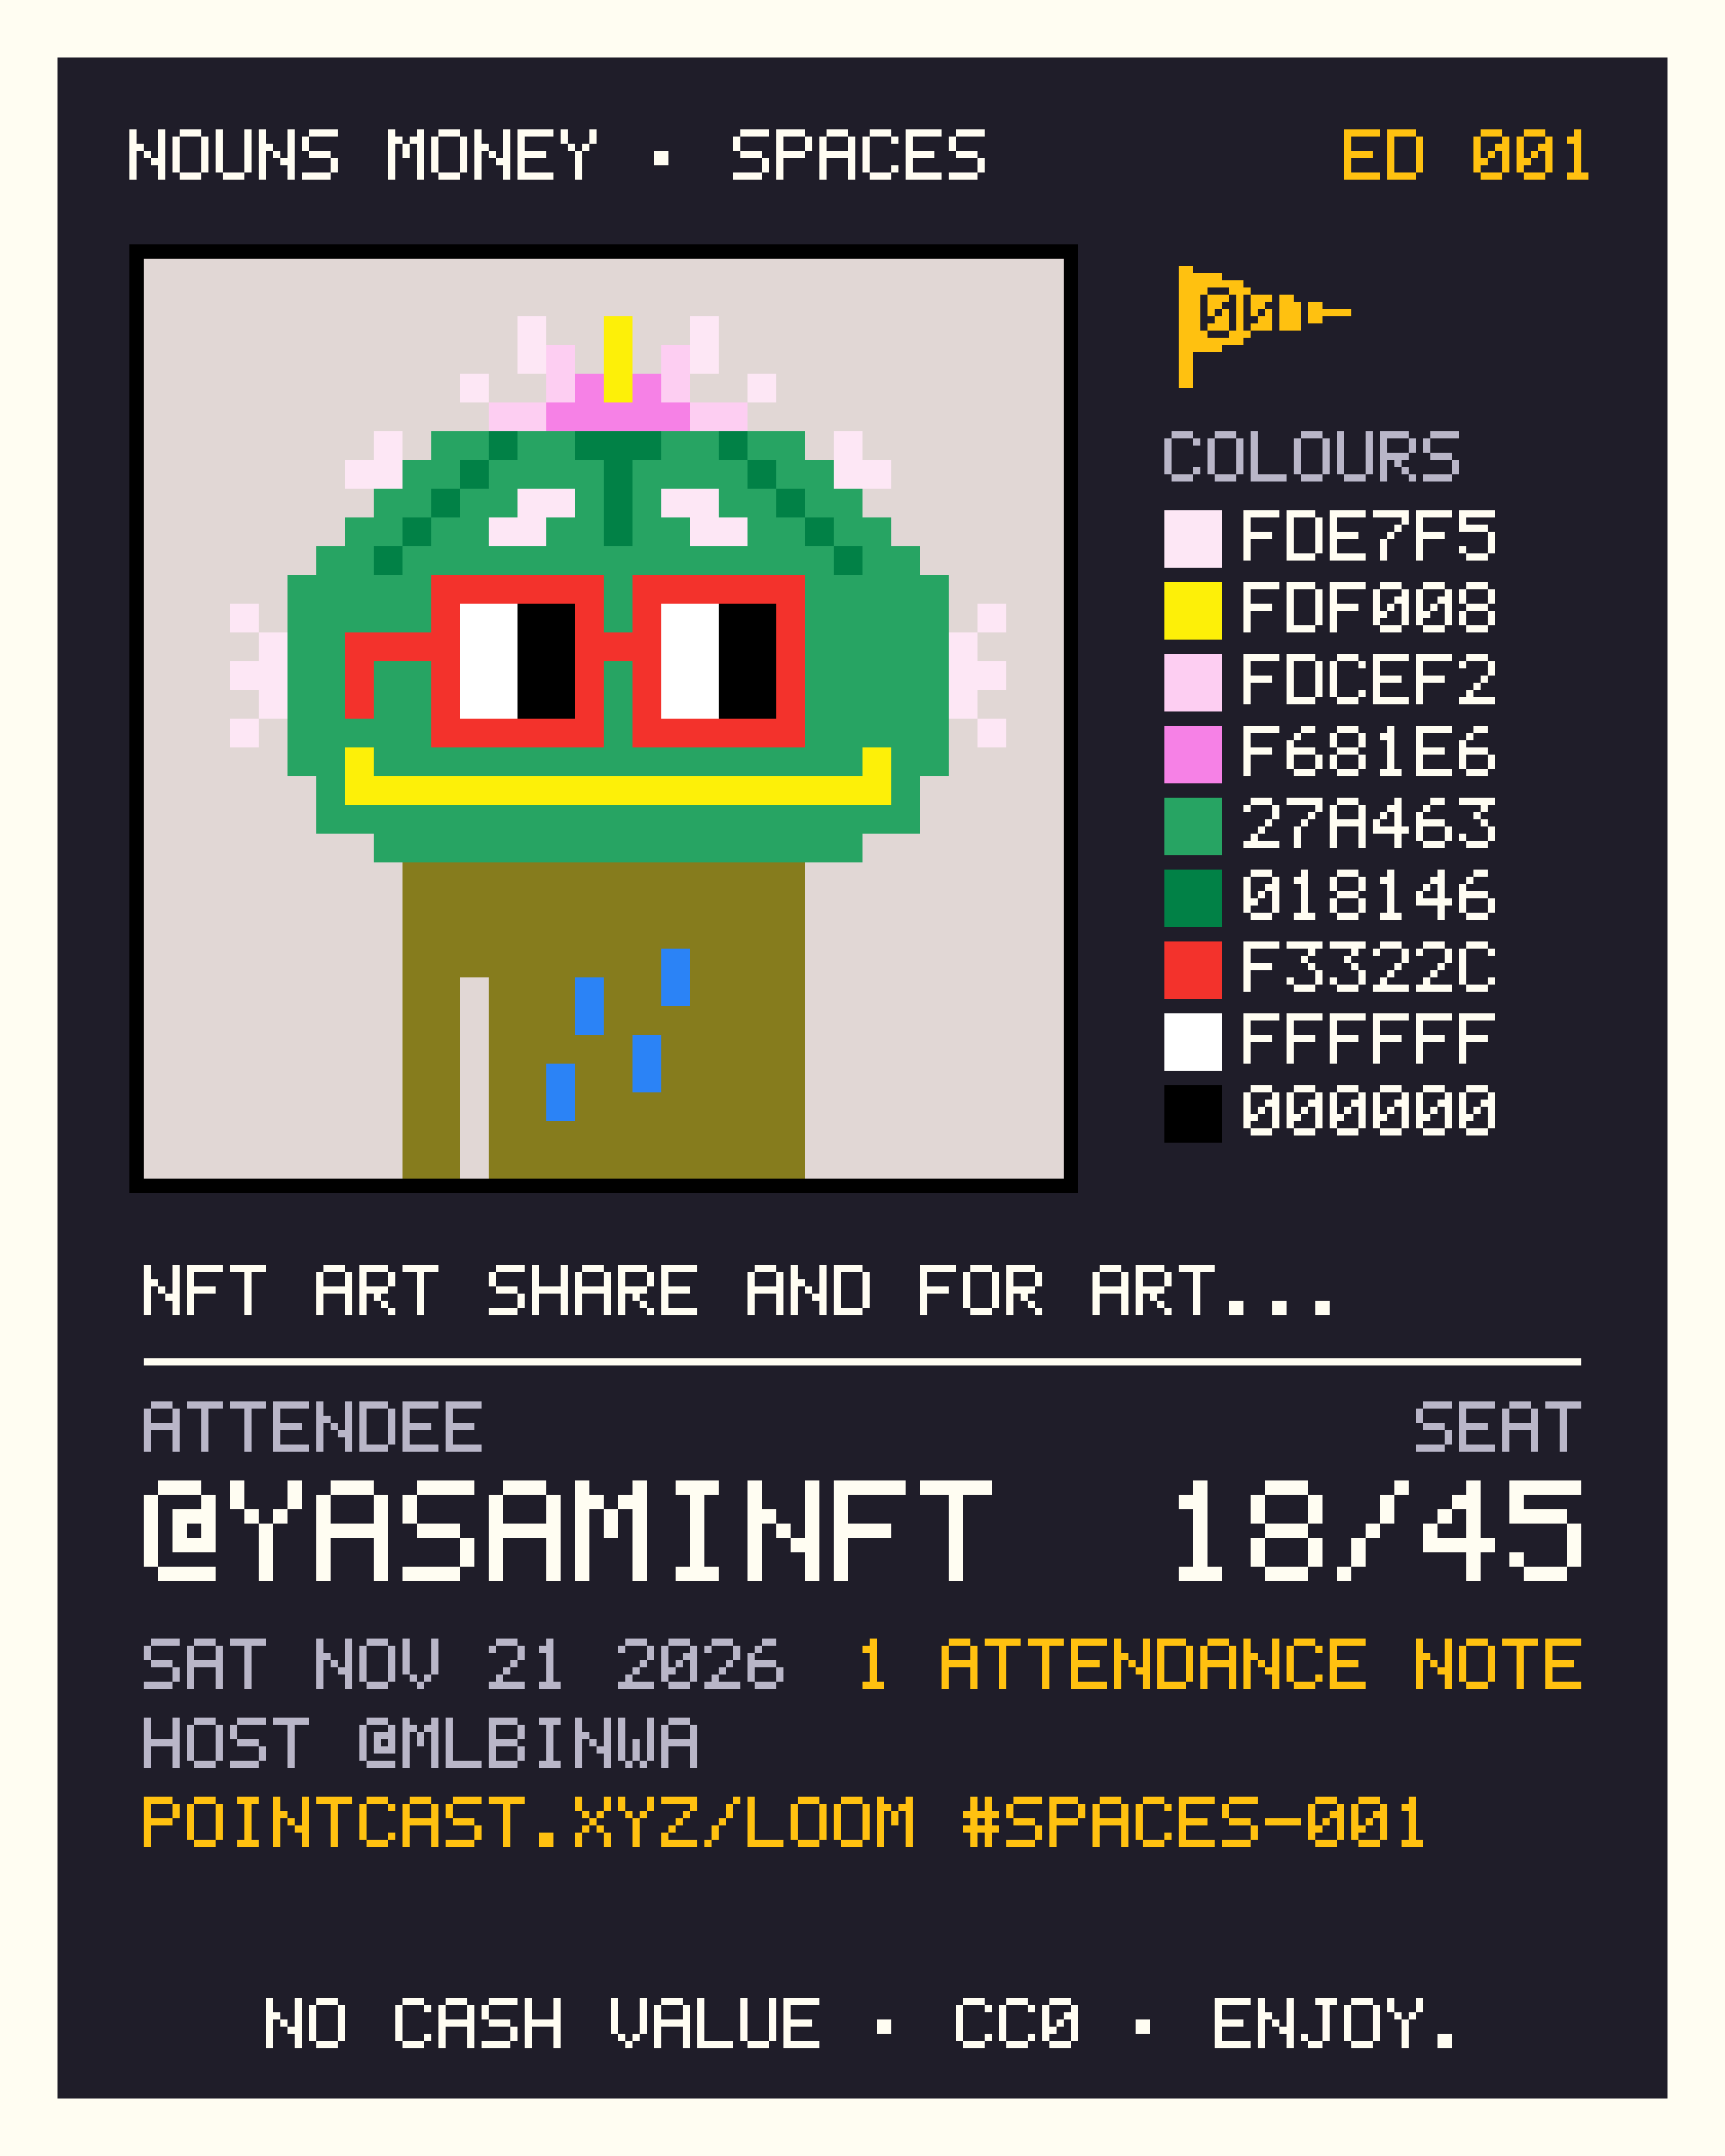 NOUNS MONEY · SPACES ED 001
00
COLOURS
FDE7F5
FDF008
FDCEF2
F681E6
27A463
018146
F3322C
FFFFFF
000000
NFT ART SHARE AND FOR ART...
ATTENDEE SEAT
@YASAMINFT 18/45
SAT NOV 21 2026 1 ATTENDANCE NOTE
HOST @MLBINWA
POINTCAST.XYZ/LOOM #SPACES-001
NO CASH VALUE · CC0 · ENJOY.